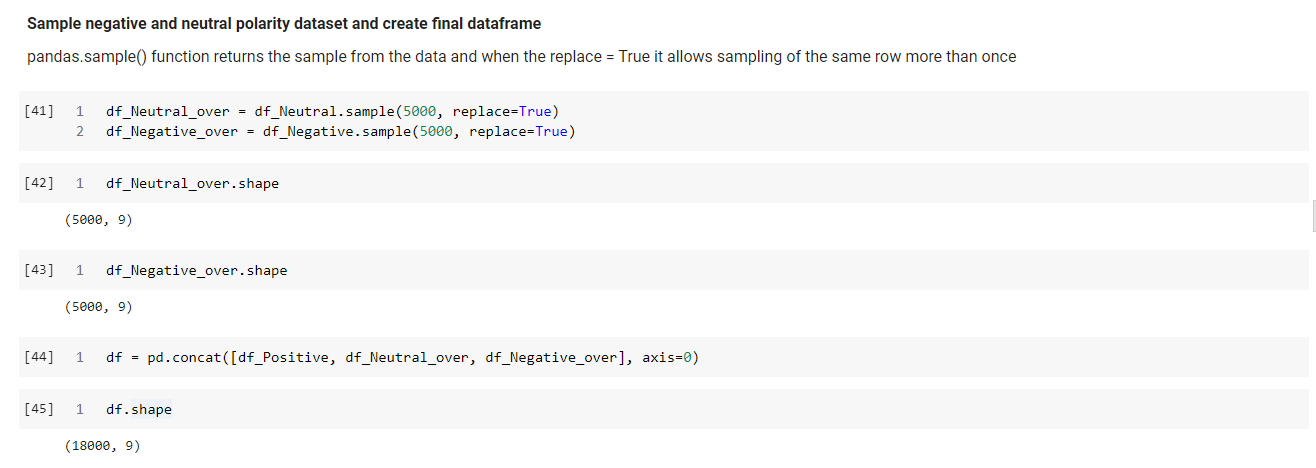 Sample negative and neutral polarity dataset and create final dataframe
pandas.sample() function returns the sample from the data and when the replace = True it allows sampling of the same row more than once
[41] 1 df_Neutral_over = df_Neutral.sample(5000, replace=True)
2 df_Negative_over = df_Negative.sample(5000, replace=True)
[42] 1 df_Neutral_over.shape
(5000, 9)
[43] 1 df_Negative_over.shape
(5000, 9)
[44] 1 df = pd.concat([df_Positive, df_Neutral_over, df_Negative_over], axis=0)
[45] 1 df.shape
(18000, 9)